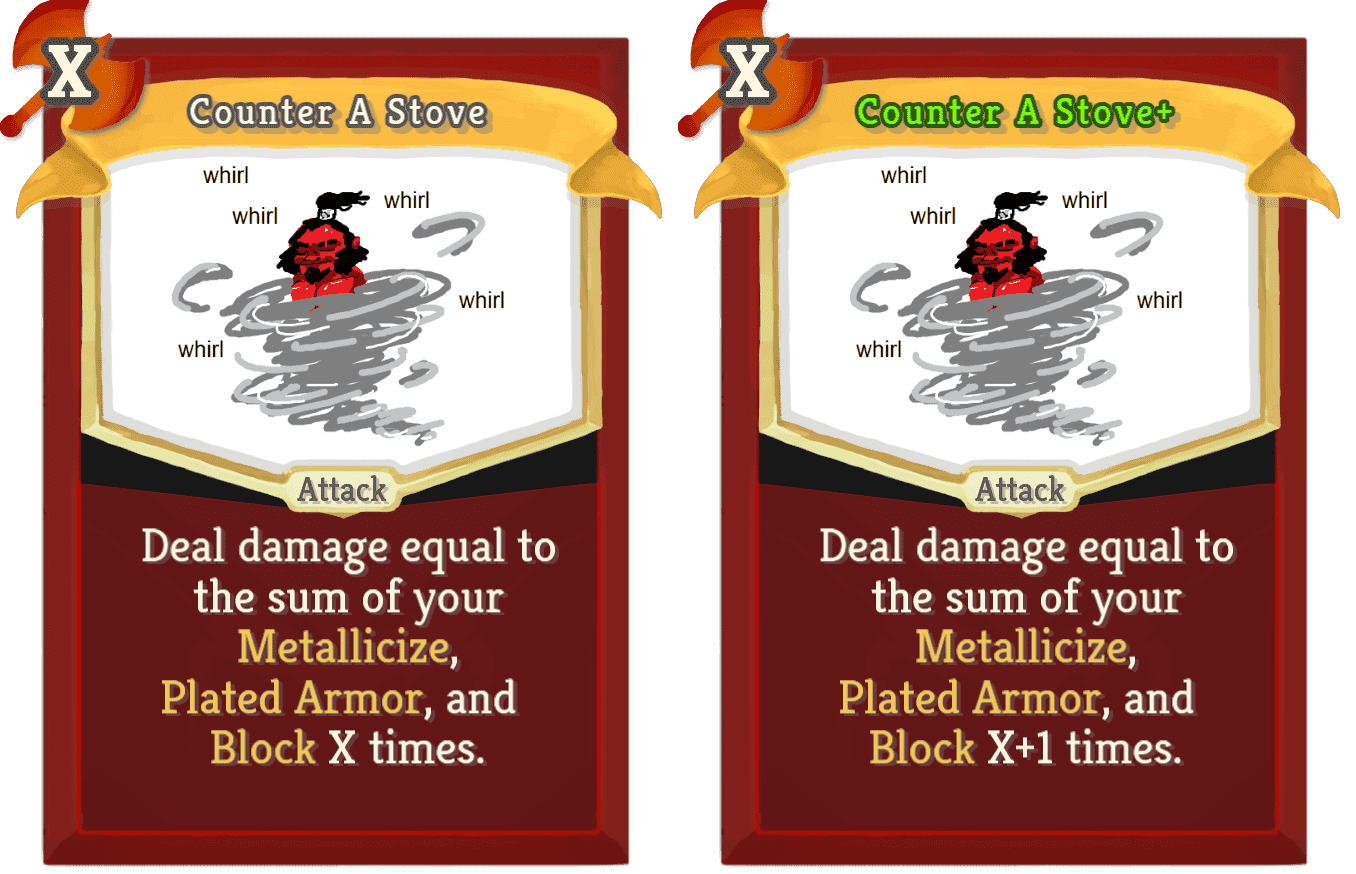 X
Counter A Stove
whirl
whirl
whirl
whirl
whirl
Attack
Deal damage equal to
the sum of your
Metallicize,
Plated Armor, and
Block X times.
X
Counter A Stove+
whirl
whirl
whirl
whirl
whirl
Attack
Deal damage equal to
the sum of your
Metallicize,
Plated Armor, and
Block X+1 times.